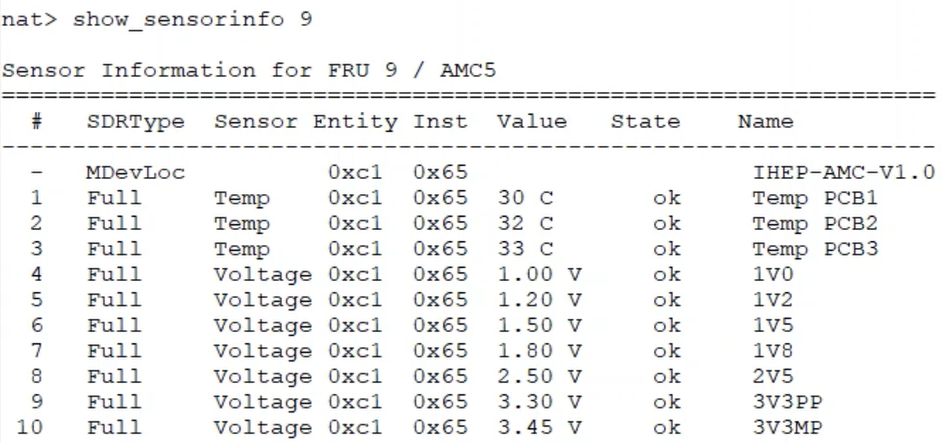 nat> show_sensorinfo 9
Sensor Information for FRU 9 / AMC5
==================================================================
# SDRType Sensor Entity Inst Value State Name
------------------------------------------------------------------
- MDevLoc 0xc1 0x65 IHEP-AMC-V1.0
1 Full Temp 0xc1 0x65 30 C ok Temp PCB1
2 Full Temp 0xc1 0x65 32 C ok Temp PCB2
3 Full Temp 0xc1 0x65 33 C ok Temp PCB3
4 Full Voltage 0xc1 0x65 1.00 V ok 1V0
5 Full Voltage 0xc1 0x65 1.20 V ok 1V2
6 Full Voltage 0xc1 0x65 1.50 V ok 1V5
7 Full Voltage 0xc1 0x65 1.80 V ok 1V8
8 Full Voltage 0xc1 0x65 2.50 V ok 2V5
9 Full Voltage 0xc1 0x65 3.30 V ok 3V3PP
10 Full Voltage 0xc1 0x65 3.45 V ok 3V3MP